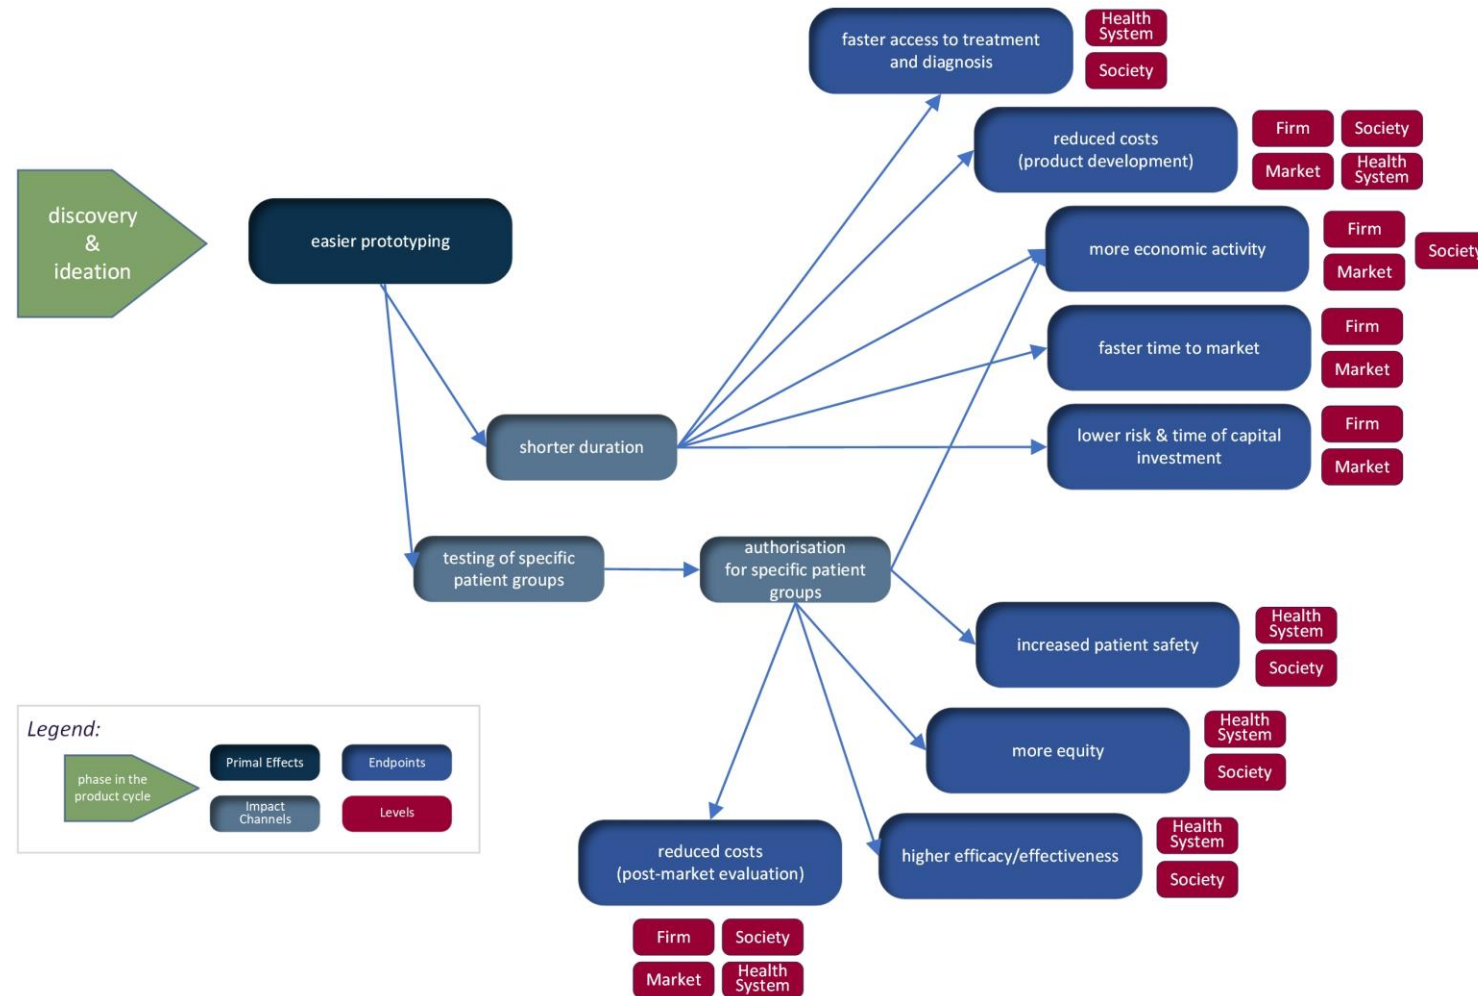 faster access to treatment
and diagnosis
Health
System
Society
reduced costs
(product development)
Firm
Society
Market
Health
System
discovery
&
ideation
easier prototyping
more economic activity
Firm
Market
Society
faster time to market
Firm
Market
shorter duration
lower risk & time of capital
investment
Firm
Market
testing of specific
patient groups
authorisation
for specific patient
groups
increased patient safety
Health
System
Society
more equity
Health
System
Society
Legend:
phase in the
product cycle
Primal Effects
Endpoints
Impact
Channels
Levels
reduced costs
(post-market evaluation)
higher efficacy/effectiveness
Health
System
Society
Firm
Society
Market
Health
System